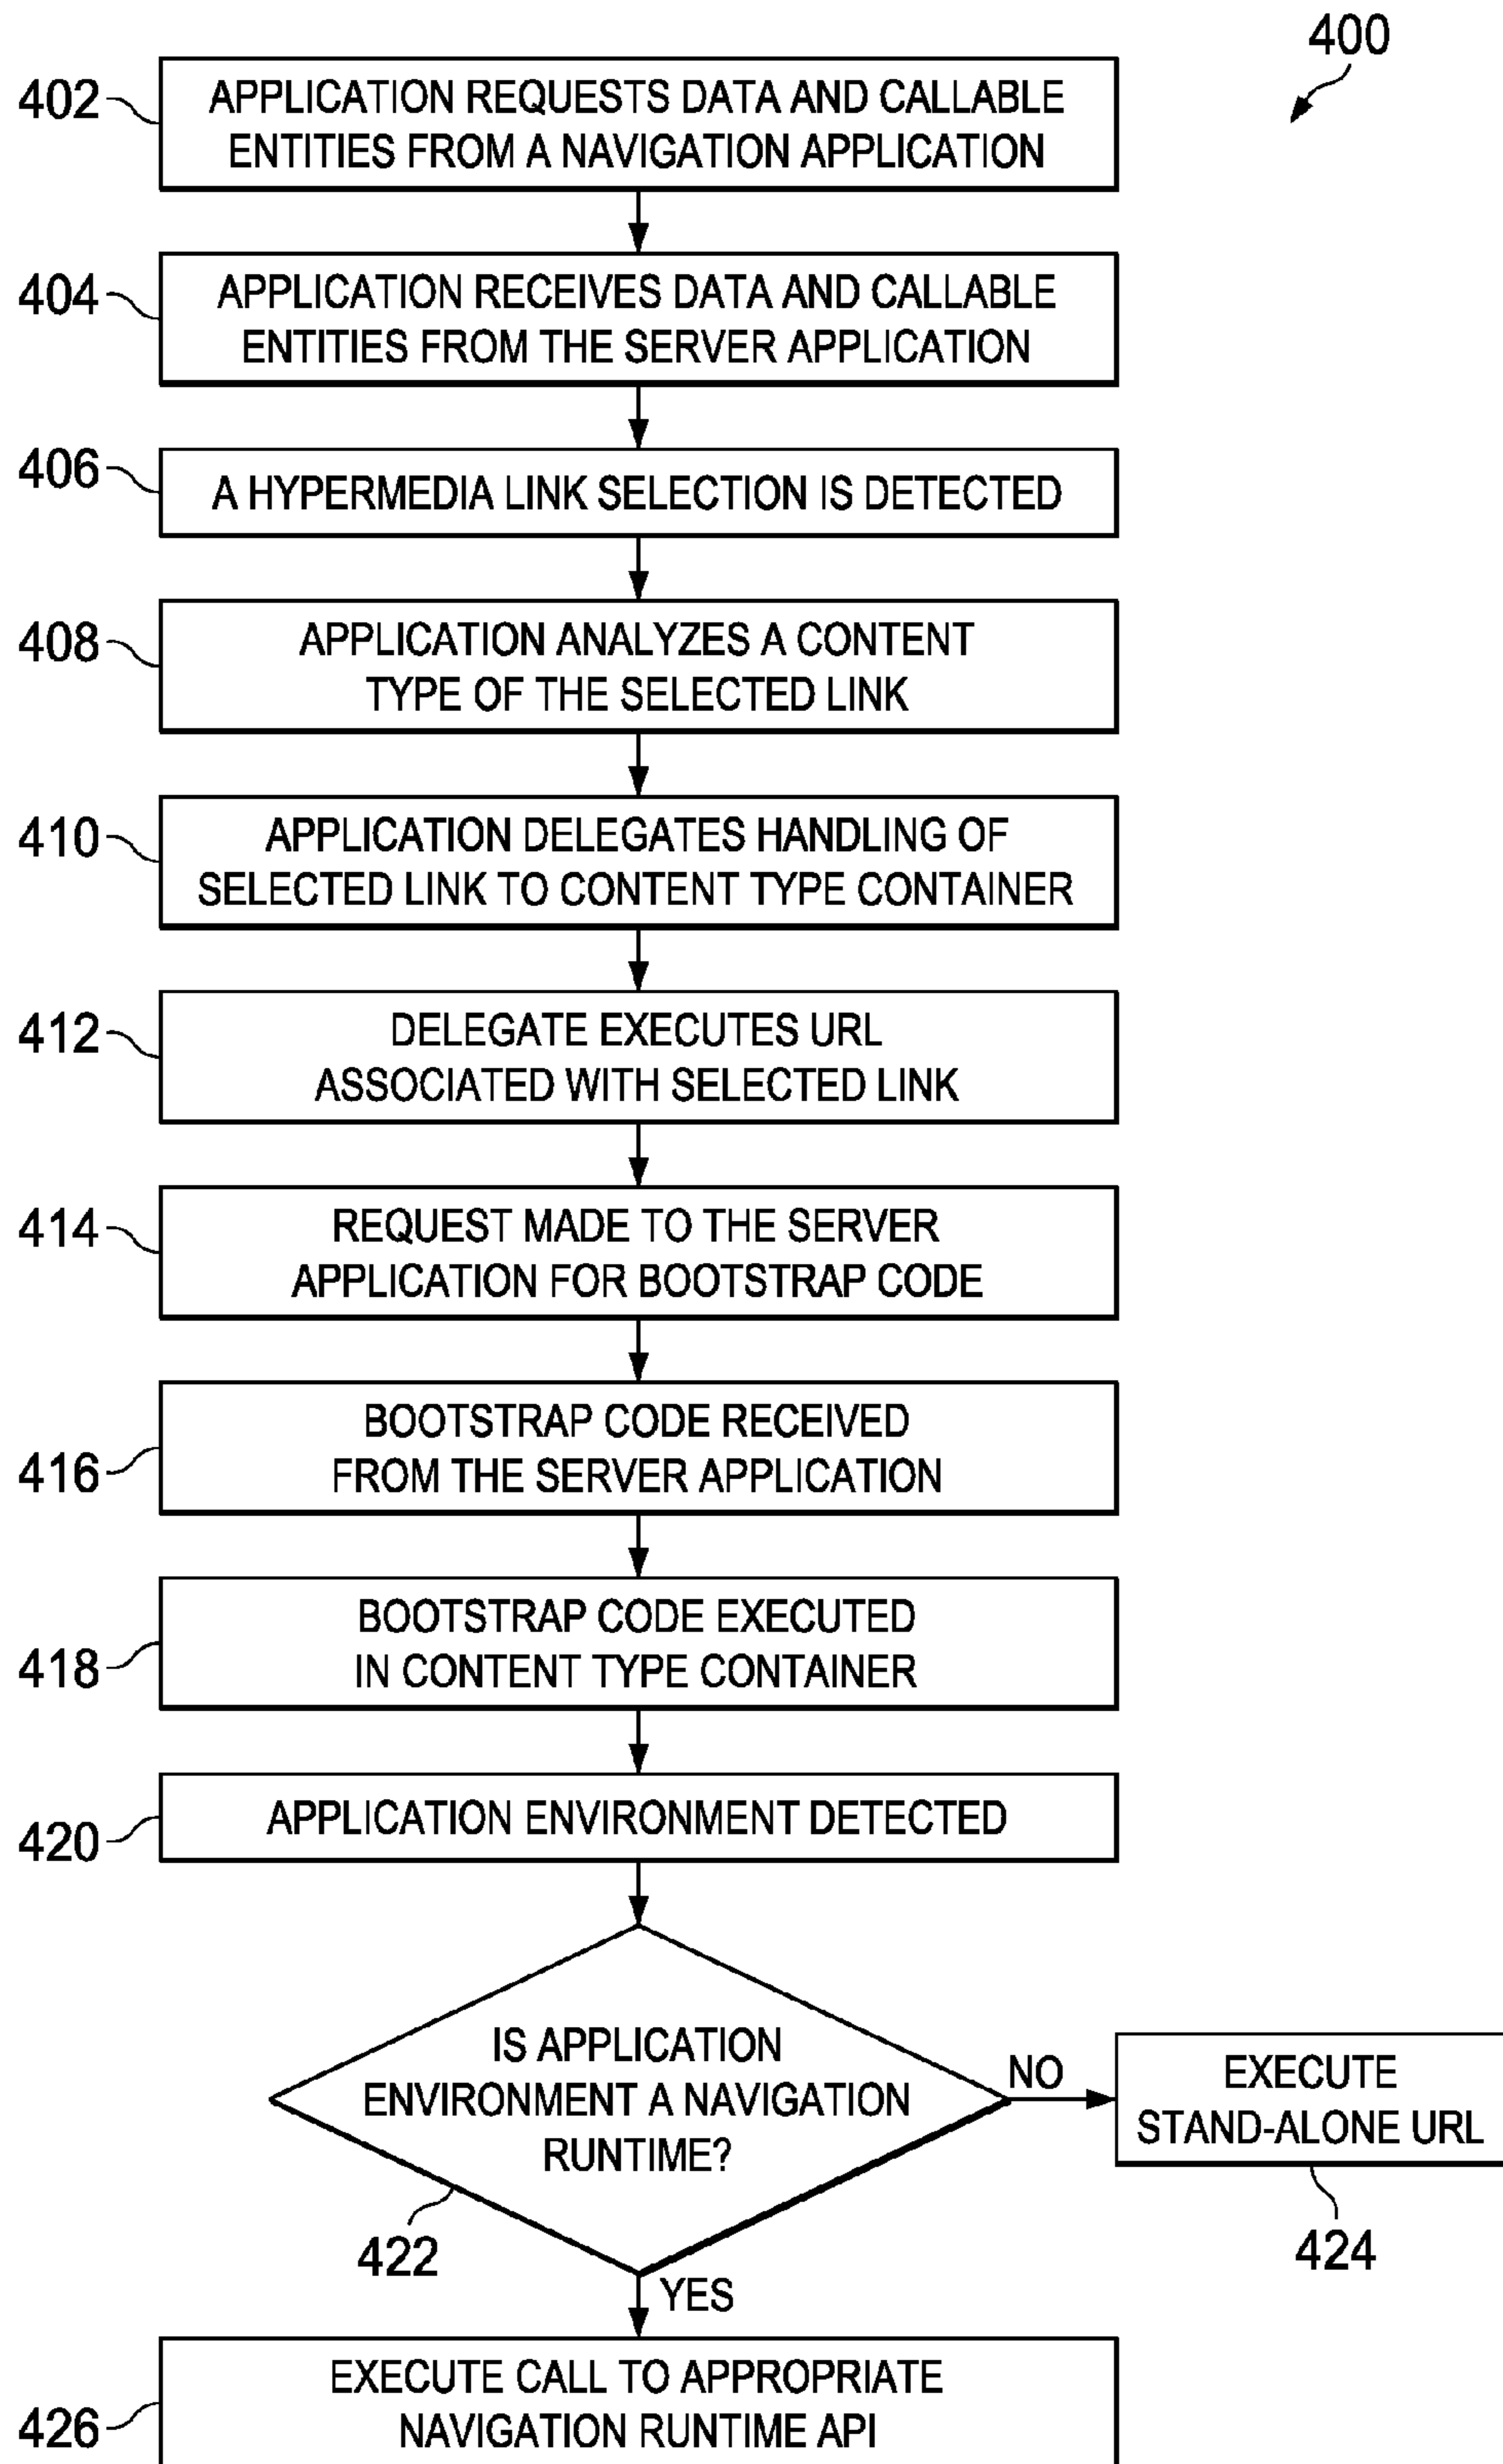 400
402
APPLICATION REQUESTS DATA AND CALLABLE
ENTITIES FROM A NAVIGATION APPLICATION
404
APPLICATION RECEIVES DATA AND CALLABLE
ENTITIES FROM THE SERVER APPLICATION
406
A HYPERMEDIA LINK SELECTION IS DETECTED
408
APPLICATION ANALYZES A CONTENT
TYPE OF THE SELECTED LINK
410
APPLICATION DELEGATES HANDLING OF
SELECTED LINK TO CONTENT TYPE CONTAINER
412
DELEGATE EXECUTES URL
ASSOCIATED WITH SELECTED LINK
414
REQUEST MADE TO THE SERVER
APPLICATION FOR BOOTSTRAP CODE
416
BOOTSTRAP CODE RECEIVED
FROM THE SERVER APPLICATION
418
BOOTSTRAP CODE EXECUTED
IN CONTENT TYPE CONTAINER
420
APPLICATION ENVIRONMENT DETECTED
IS APPLICATION
ENVIRONMENT A NAVIGATION
RUNTIME?
422
NO
EXECUTE
STAND-ALONE URL
424
YES
426
EXECUTE CALL TO APPROPRIATE
NAVIGATION RUNTIME API